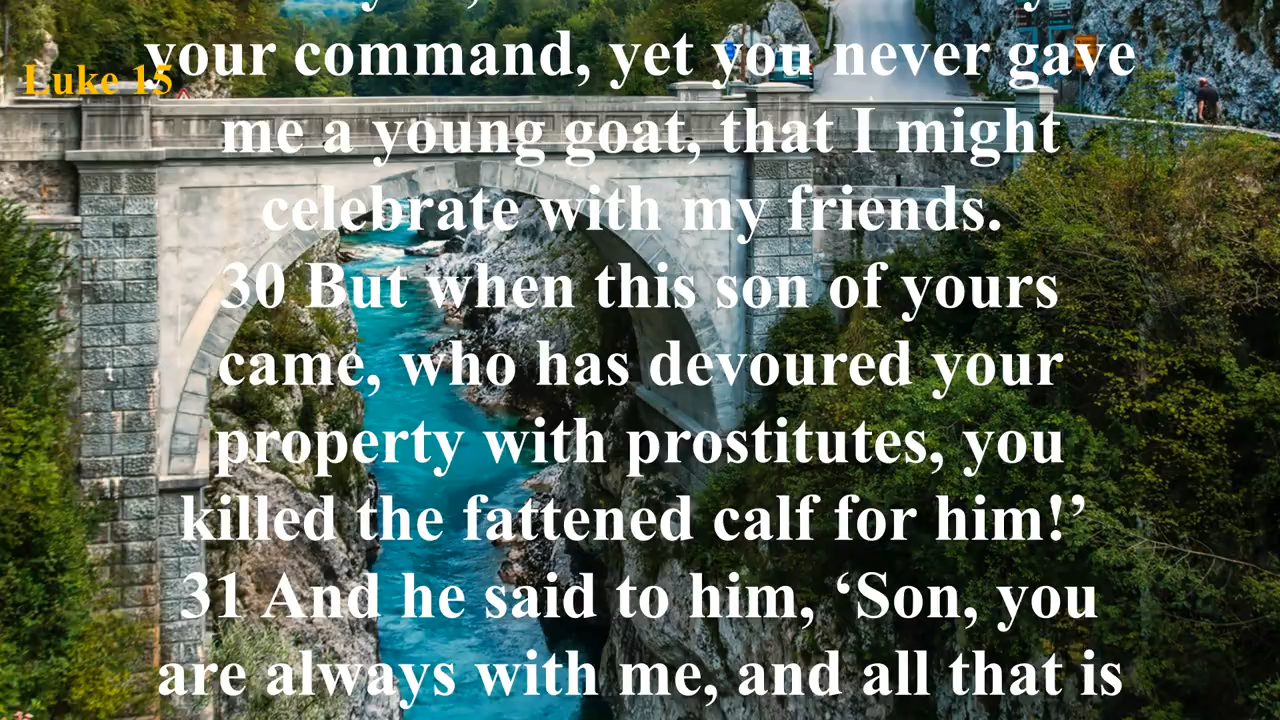 your command, yet you never gave
Luke 15
me a young goat, that I might
celebrate with my friends.
30 But when this son of yours
came, who has devoured your
property with prostitutes, you
killed the fattened calf for him!’
31 And he said to him, ‘Son, you
are always with me, and all that is